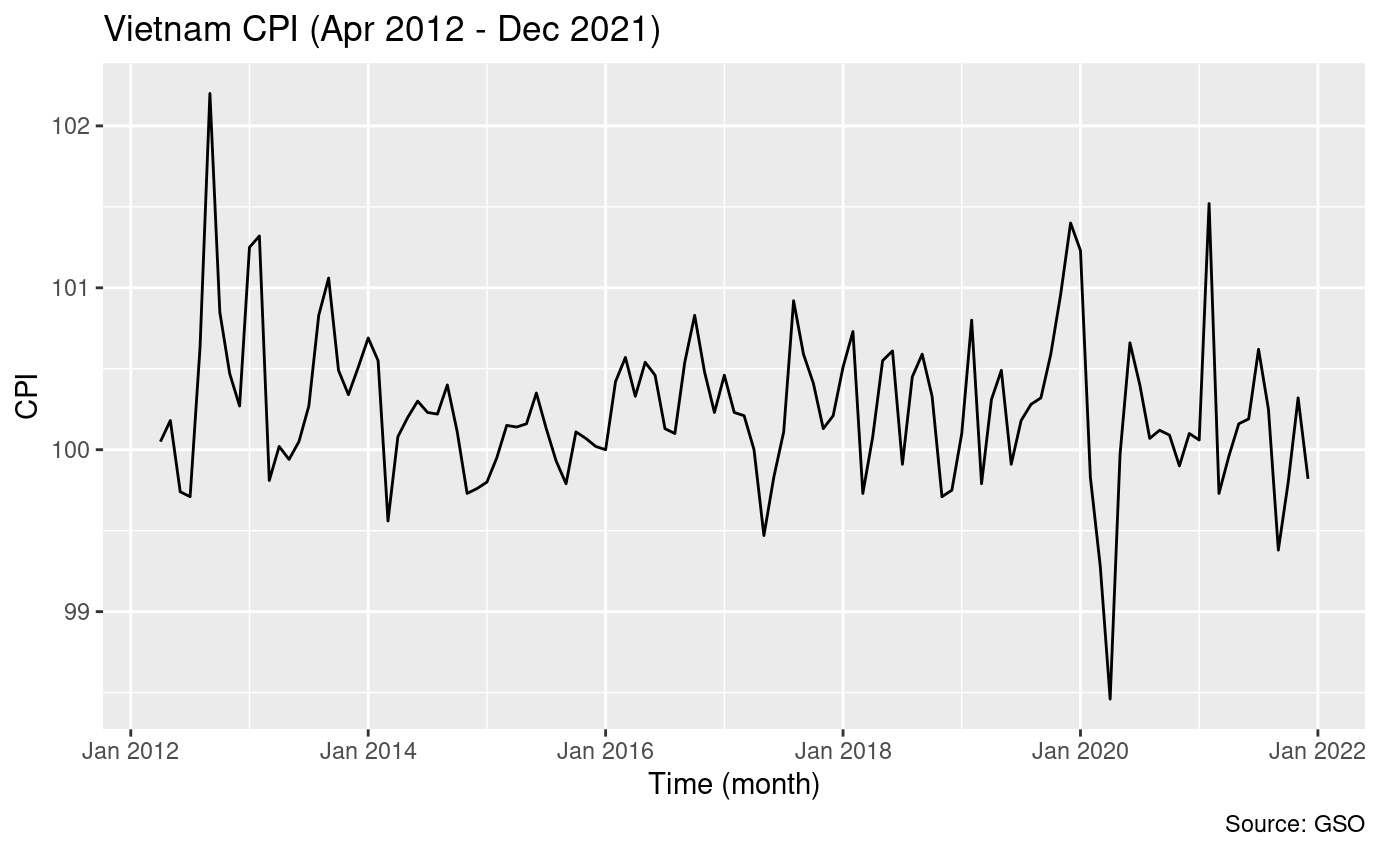 Vietnam CPI (Apr 2012 - Dec 2021)
102
101
100
99
CPI
Jan 2012 Jan 2014 Jan 2016 Jan 2018 Jan 2020 Jan 2022
Time (month)
Source: GSO